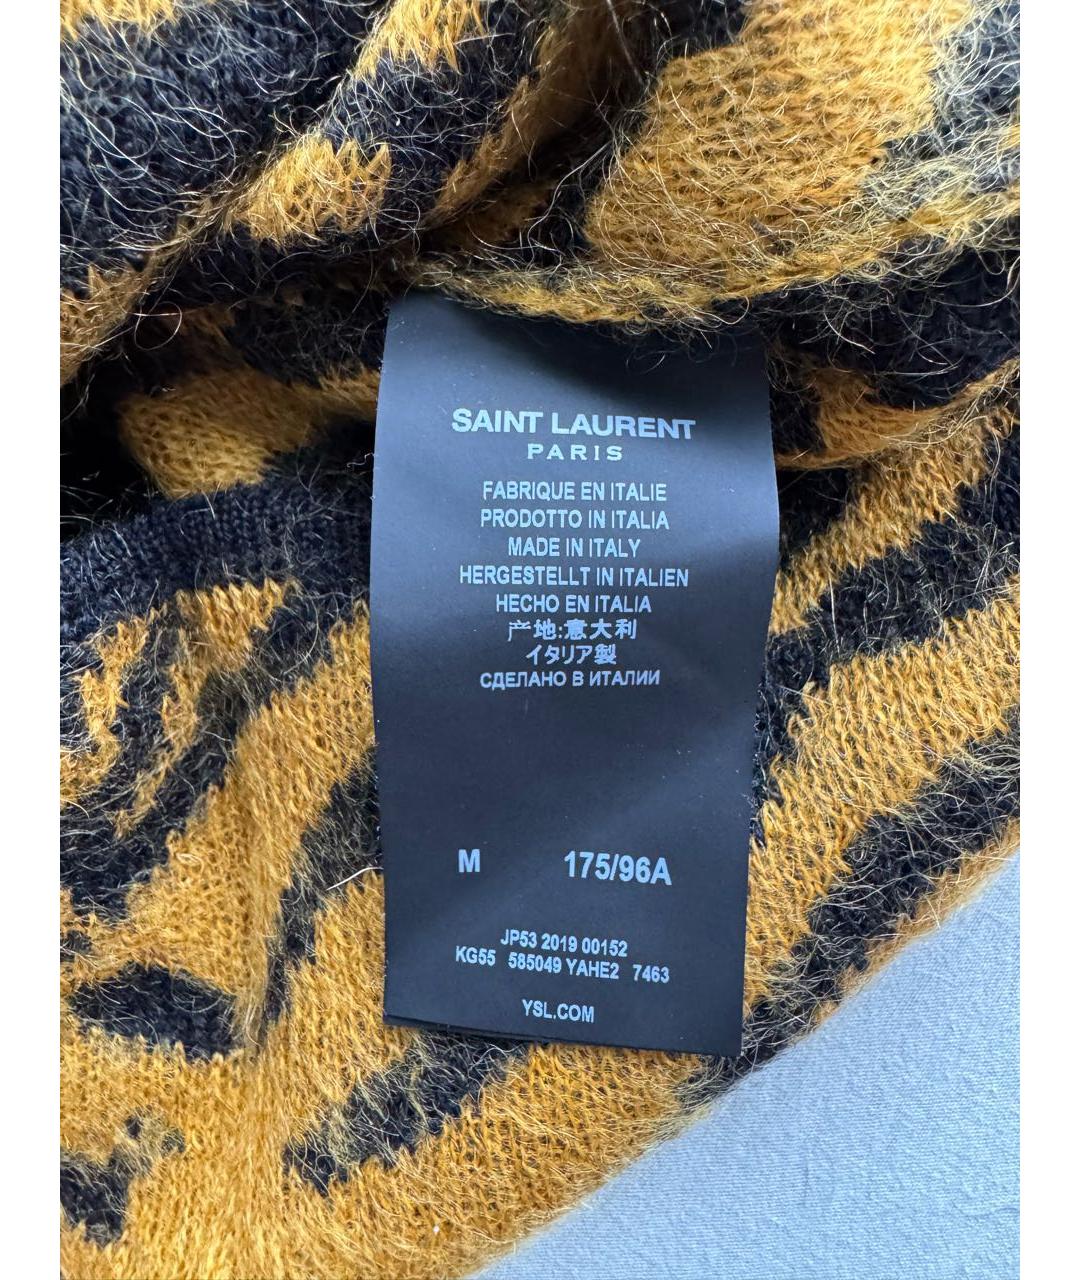 SAINT LAURENT
PARIS
FABRIQUE EN ITALIE
PRODOTTO IN ITALIA
MADE IN ITALY
HERGESTELLT IN ITALIEN
HECHO EN ITALIA
产地:意大利
イタリア製
СДЕЛАНО В ИТАЛИИ
M 175/96A
JP53 2019 00152
KG55 585049 YAHE2 7463
YSL.COM